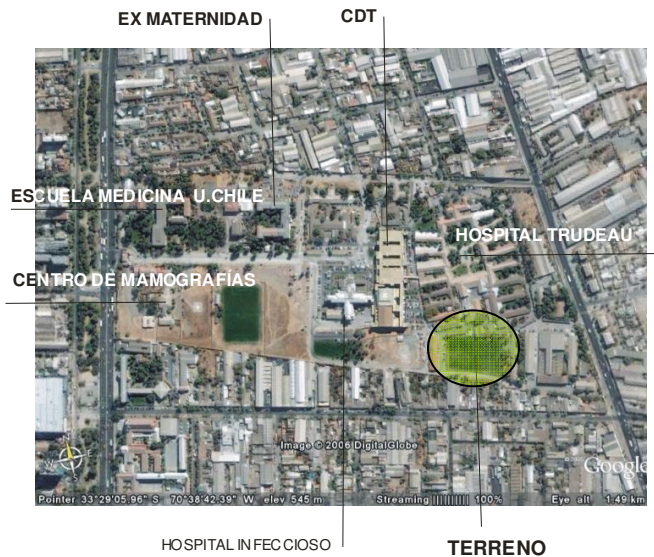 EX MATERNIDAD
CDT
ESCUELA MEDICINA U.CHILE
HOSPITAL TRUDEAU
CENTRO DE MAMOGRAFÍAS
N
W E
S
Image © 2006 DigitalGlobe
Google
Pointer 33°29'05.96" S 70°38'42.39" W elev 545 m Streaming |||||||||| 100% Eye alt 1.49 km
HOSPITAL INFECCIOSO
TERRENO